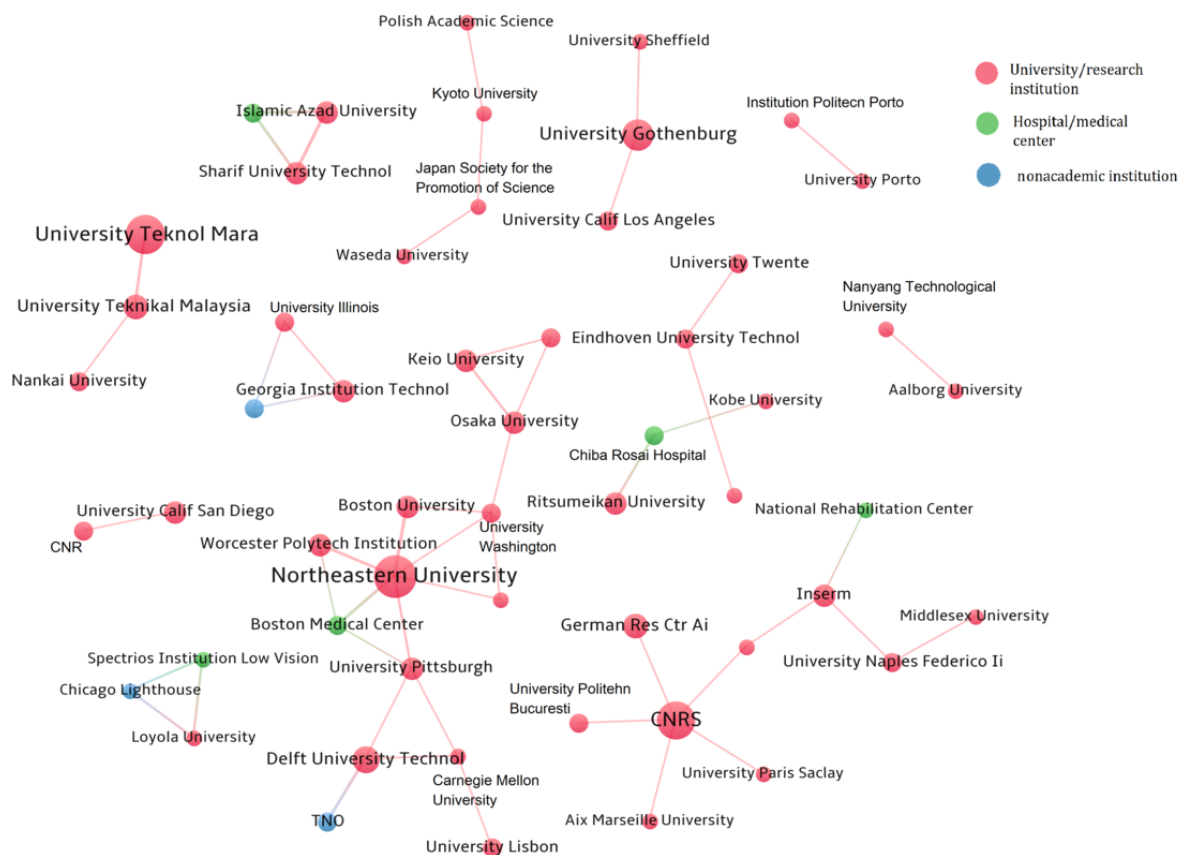 Polish Academic Science
University Sheffield
University/research
institution
Islamic Azad University
Kyoto University
Institution Politecn Porto
Hospital/medical
center
University Gothenburg
Sharif University Technol
Japan Society for the
Promotion of Science
University Porto
nonacademic institution
University Teknol Mara
University Calif Los Angeles
Waseda University
University Twente
University Teknikal Malaysia
University Illinois
Nanyang Technological
University
Keio University
Eindhoven University Technol
Nankai University
Georgia Institution Technol
Kobe University
Aalborg University
Osaka University
Chiba Rosai Hospital
Ritsumeikan University
University Calif San Diego
Boston University
National Rehabilitation Center
CNR
Worcester Polytech Institution
University
Washington
Northeastern University
Inserm
Boston Medical Center
German Res Ctr Ai
Middlesex University
Spectrios Institution Low Vision
University Pittsburgh
University Naples Federico Ii
Chicago Lighthouse
University Politehn
Bucuresti
CNRS
Loyola University
Delft University Technol
Carnegie Mellon
University
University Paris Saclay
TNO
Aix Marseille University
University Lisbon